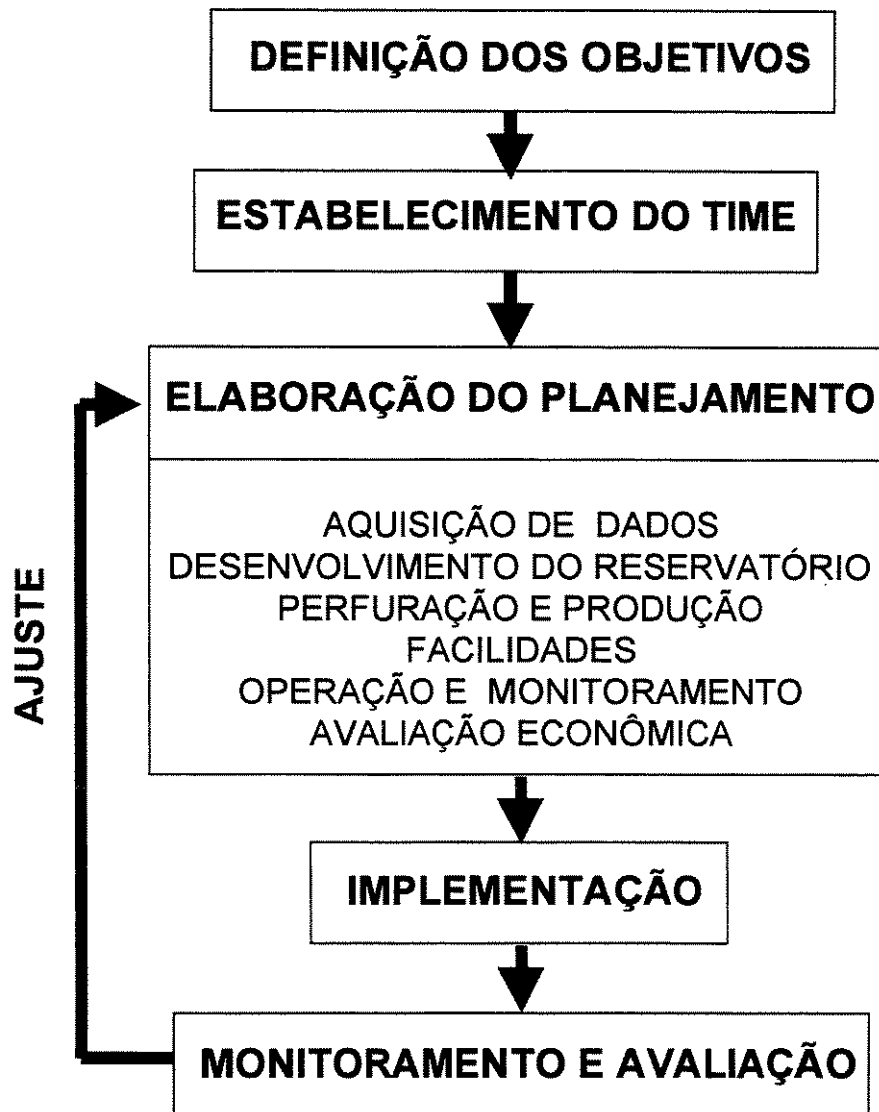 DEFINIÇÃO DOS OBJETIVOS
ESTABELECIMENTO DO TIME
ELABORAÇÃO DO PLANEJAMENTO
AQUISIÇÃO DE DADOS
DESENVOLVIMENTO DO RESERVATÓRIO
PERFURAÇÃO E PRODUÇÃO
FACILIDADES
OPERAÇÃO E MONITORAMENTO
AVALIAÇÃO ECONÔMICA
AJUSTE
IMPLEMENTAÇÃO
MONITORAMENTO E AVALIAÇÃO